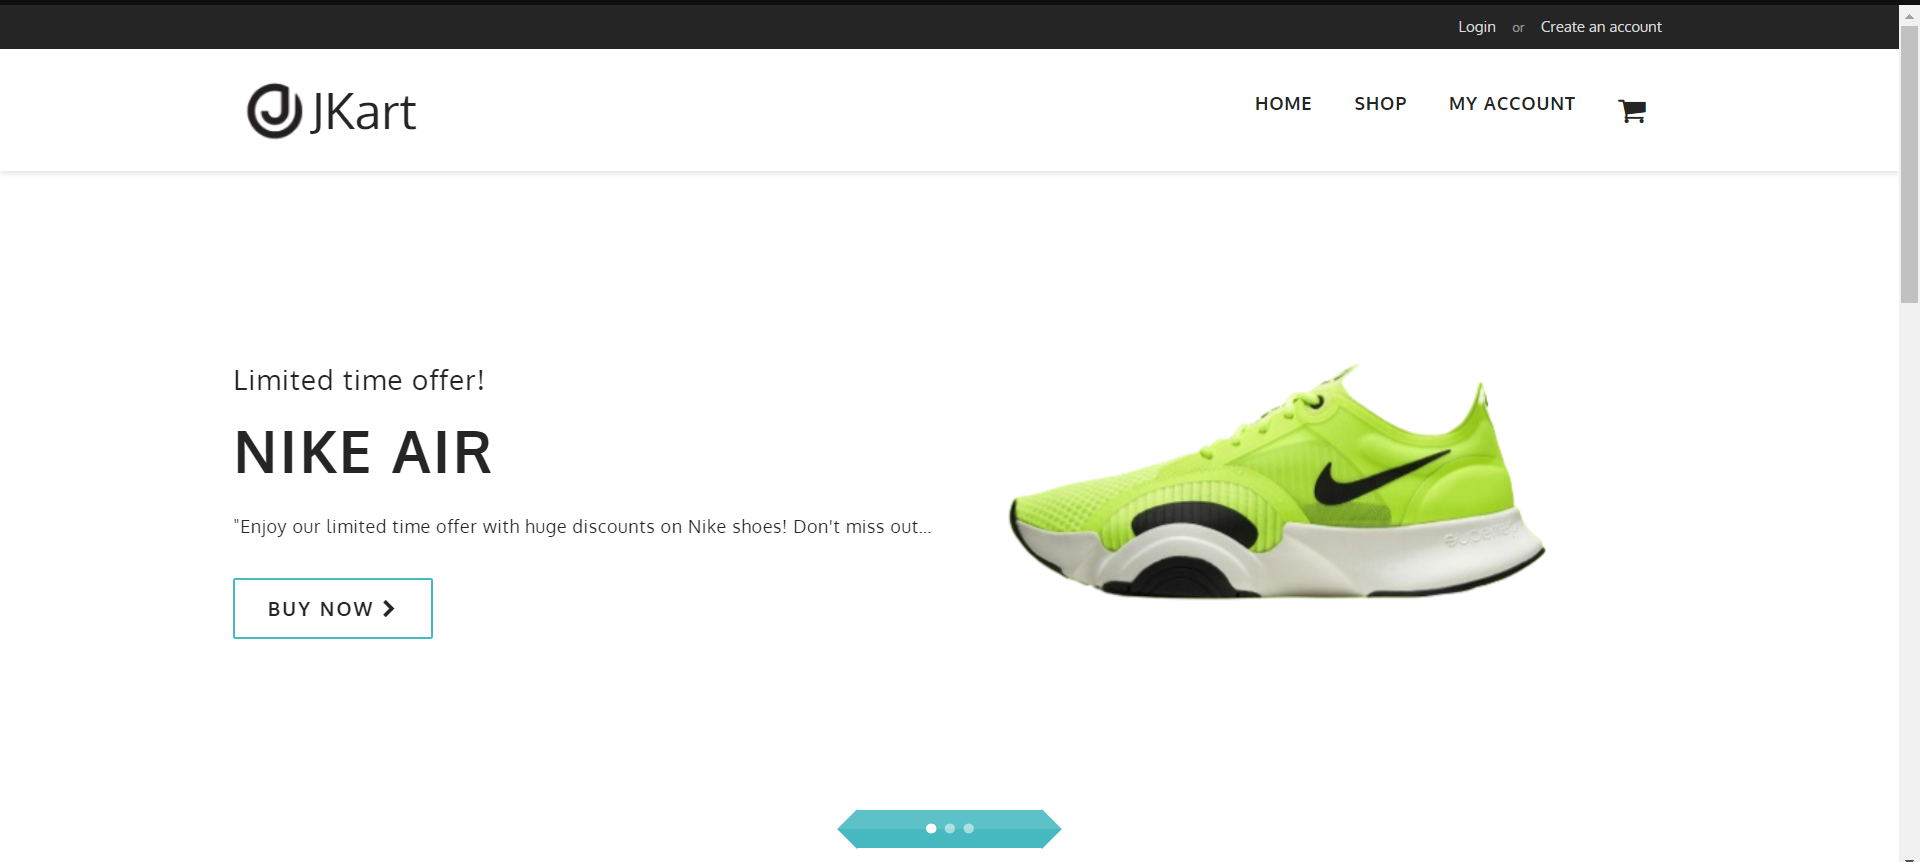 Login or Create an account
JKart
HOME SHOP MY ACCOUNT
Limited time offer!
NIKE AIR
"Enjoy our limited time offer with huge discounts on Nike shoes! Don't miss out...
BUY NOW